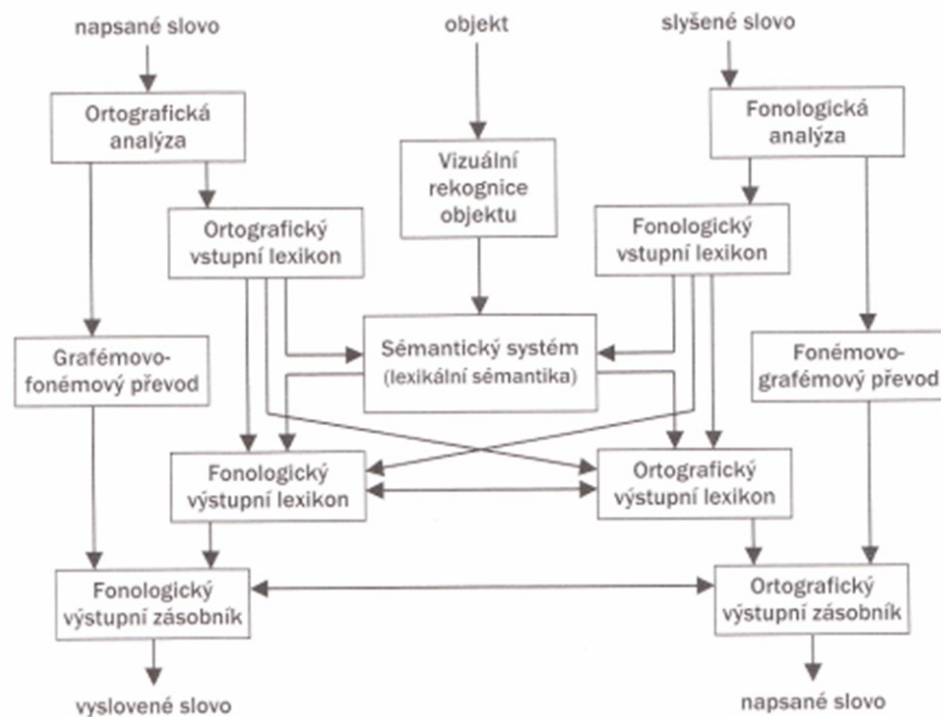 napsané slovo
objekt
slyšené slovo
Ortografická
analýza
Fonologická
analýza
Vizuální
rekognice
objektu
Ortografický
vstupní lexikon
Fonologický
vstupní lexikon
Grafémovo-
fonémový převod
Sémantický systém
(lexikální sémantika)
Fonémovo-
grafémový převod
Fonologický
výstupní lexikon
Ortografický
výstupní lexikon
Fonologický
výstupní zásobník
Ortografický
výstupní zásobník
vyslovené slovo
napsané slovo